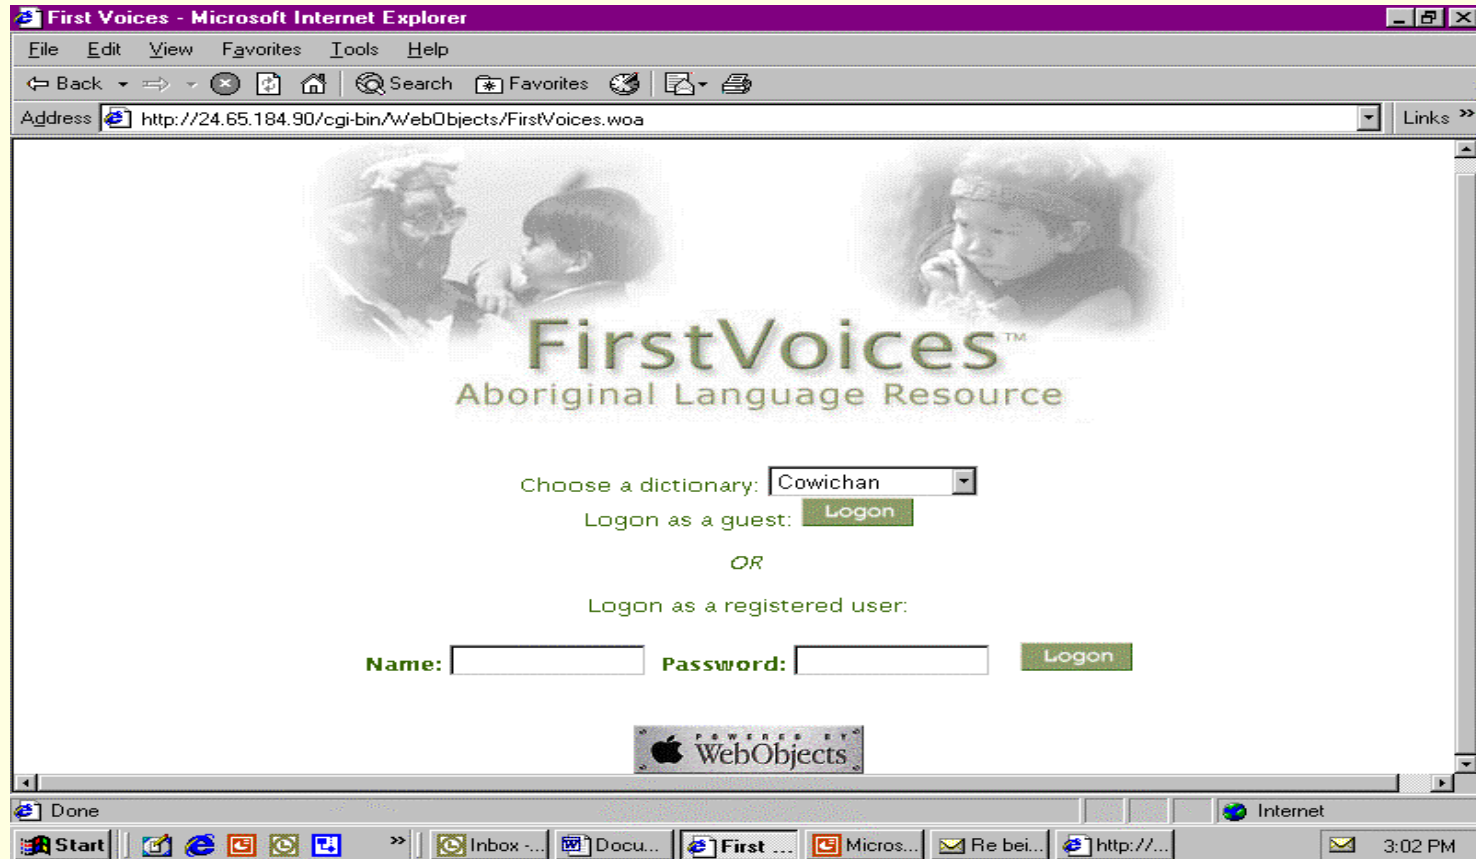 First Voices - Microsoft Internet Explorer
File Edit View Favorites Tools Help
Back Search Favorites
Address http://24.65.184.90/cgi-bin/WebObjects/FirstVoices.woa Links »
FirstVoices™
Aboriginal Language Resource
Choose a dictionary: Cowichan
Logon as a guest: Logon
OR
Logon as a registered user:
Name: Password: Logon
POWERED BY
WebObjects
Done Internet
Start » Inbox -... Docu... First ... Micros... Re bei... http://... 3:02 PM